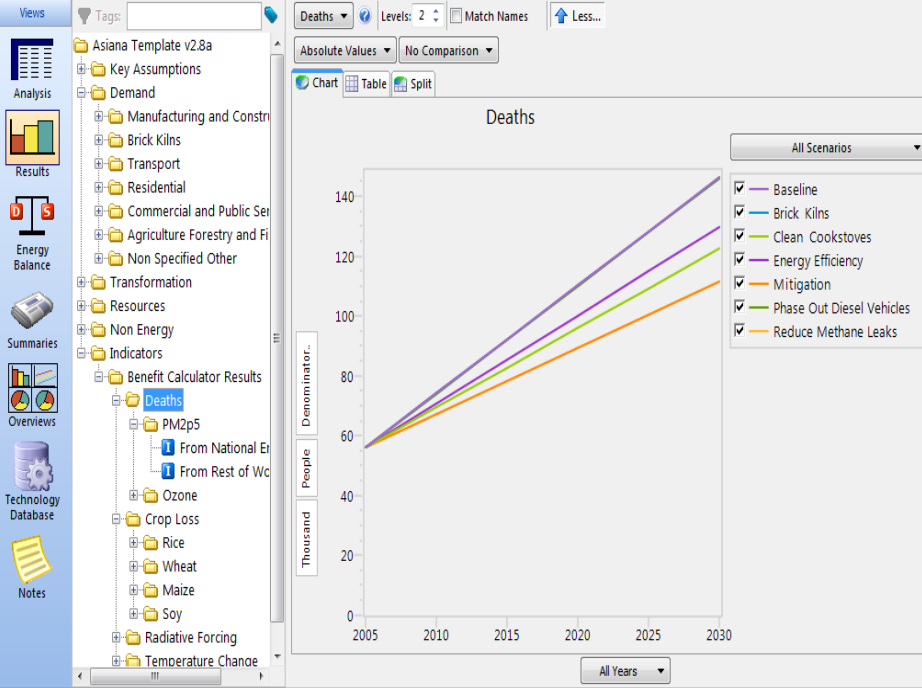 Views
Analysis
Results
Energy
Balance
Summaries
Overviews
Technology
Database
Notes
Tags:
Asiana Template v2.8a
Key Assumptions
Demand
Manufacturing and Constru
Brick Kilns
Transport
Residential
Commercial and Public Ser
Agriculture Forestry and Fi
Non Specified Other
Transformation
Resources
Non Energy
Indicators
Benefit Calculator Results
Deaths
PM2p5
From National Er
From Rest of Wo
Ozone
Crop Loss
Rice
Wheat
Maize
Soy
Radiative Forcing
Temperature Change
Deaths Levels: 2 Match Names Less...
Absolute Values No Comparison
Chart Table Split
Deaths
All Scenarios
Baseline
Brick Kilns
Clean Cookstoves
Energy Efficiency
Mitigation
Phase Out Diesel Vehicles
Reduce Methane Leaks
Denominator..
People
Thousand
140
120
100
80
60
40
20
0
2005 2010 2015 2020 2025 2030
All Years